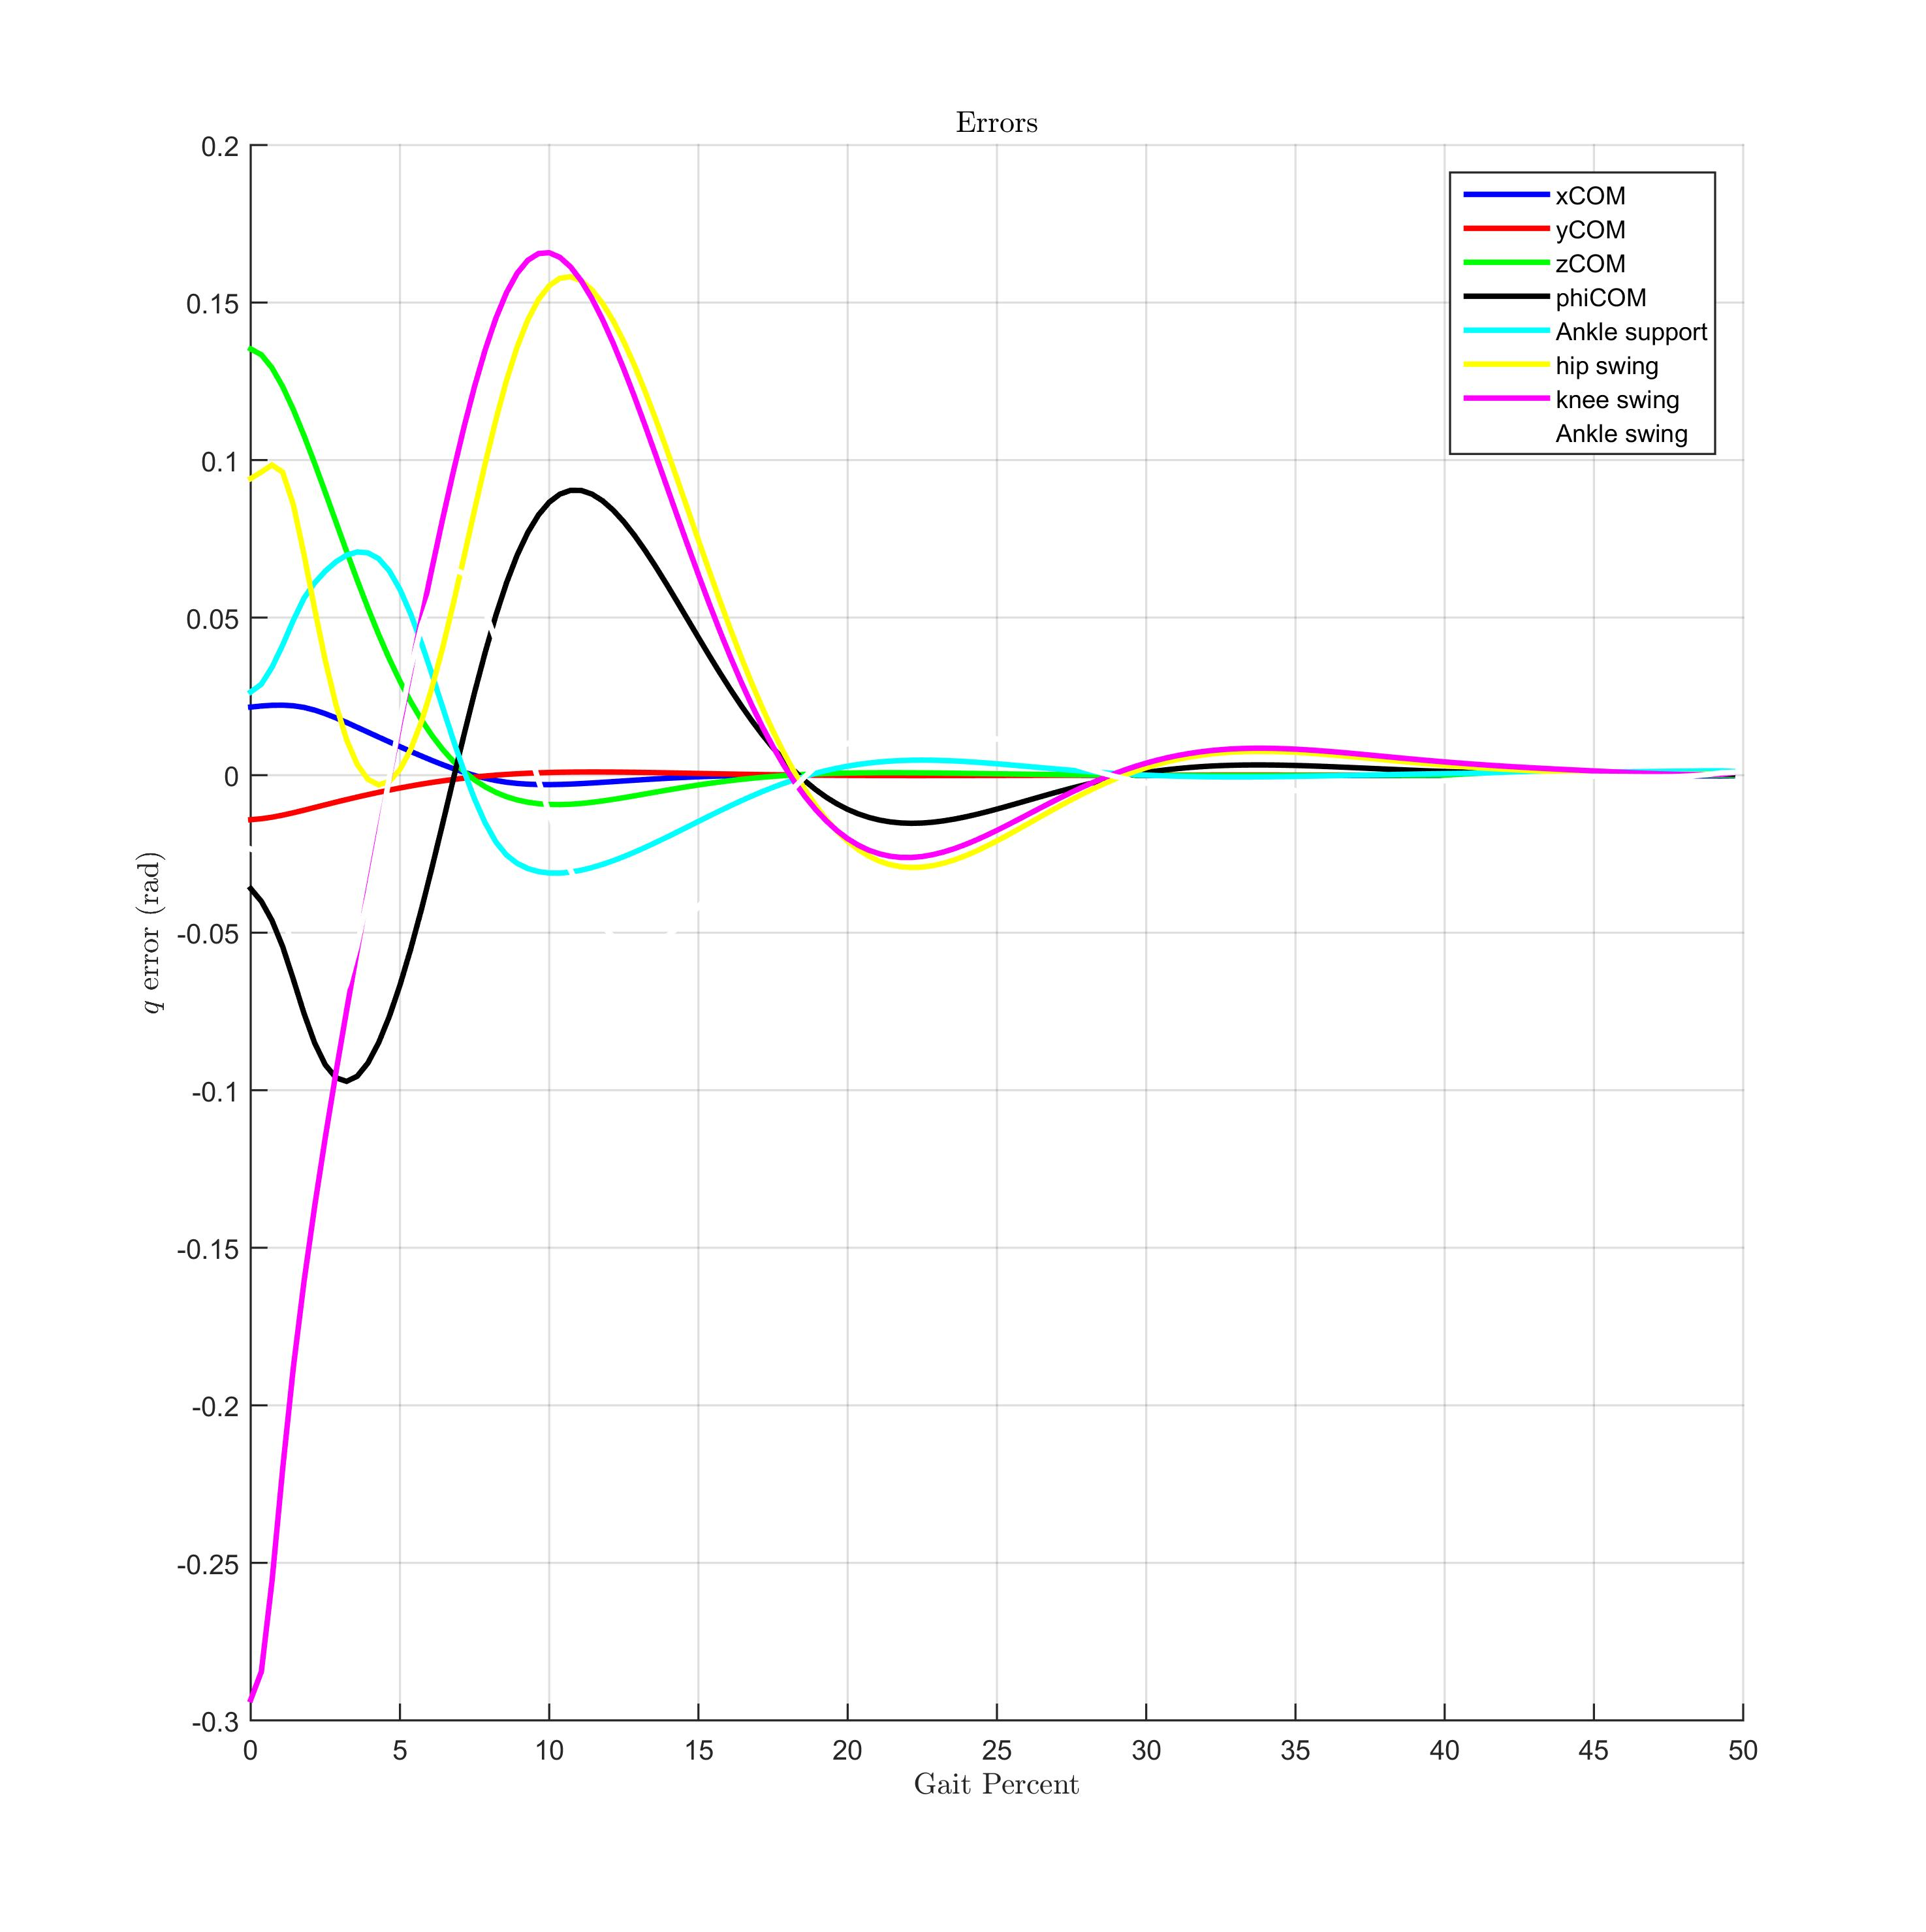 Errors
0.2
0.15
0.1
0.05
0
-0.05
-0.1
-0.15
-0.2
-0.25
-0.3
q error (rad)
xCOM
yCOM
zCOM
phiCOM
Ankle support
hip swing
knee swing
Ankle swing
0 5 10 15 20 25 30 35 40 45 50
Gait Percent